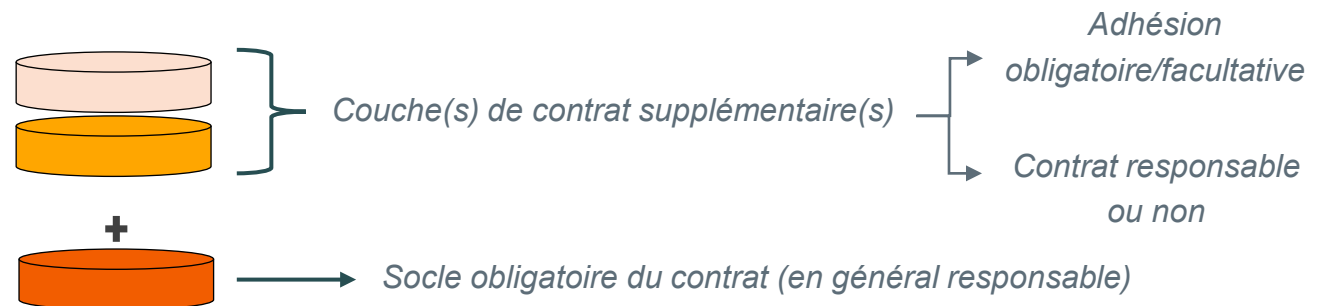 Adhésion
obligatoire/facultative
Couche(s) de contrat supplémentaire(s)
Contrat responsable
ou non
+
Socle obligatoire du contrat (en général responsable)